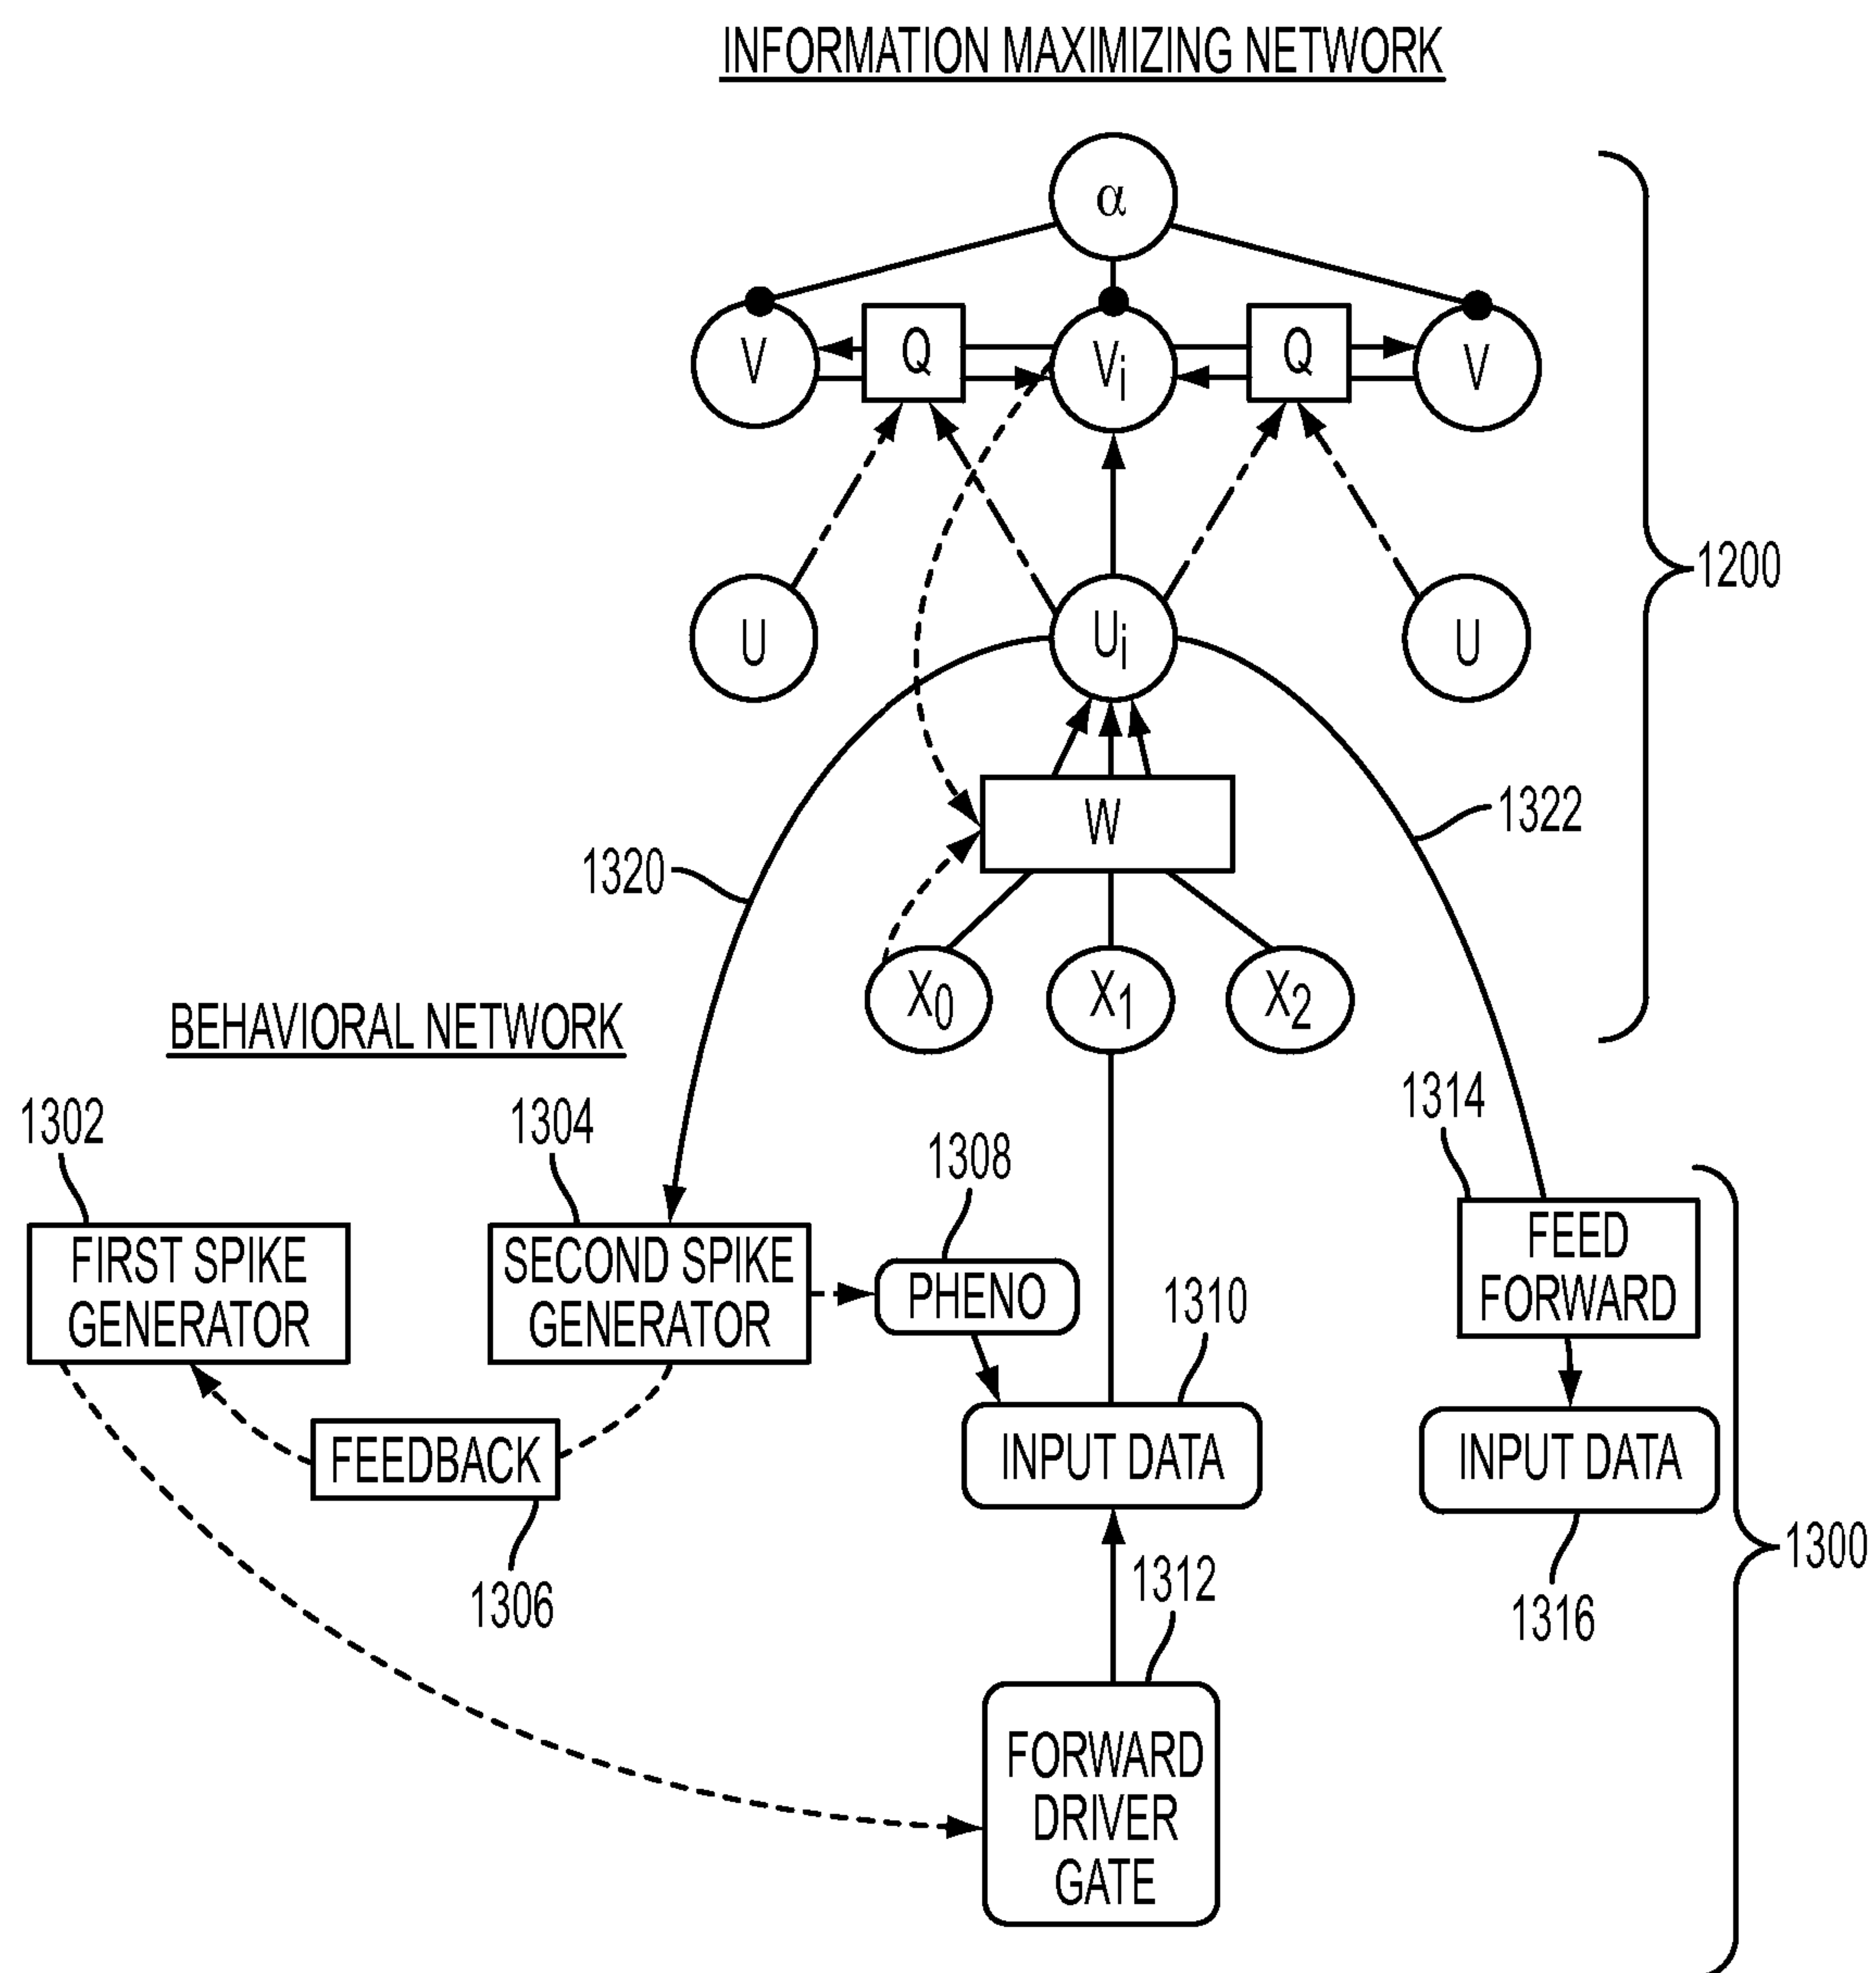 INFORMATION MAXIMIZING NETWORK
α
V
Q
Vi
Q
V
1200
U
Ui
U
W
1322
1320
X0
X1
X2
BEHAVIORAL NETWORK
1302
1304
1308
1314
FIRST SPIKE
GENERATOR
SECOND SPIKE
GENERATOR
PHENO
1310
FEED
FORWARD
FEEDBACK
INPUT DATA
INPUT DATA
1300
1306
1312
1316
FORWARD
DRIVER
GATE